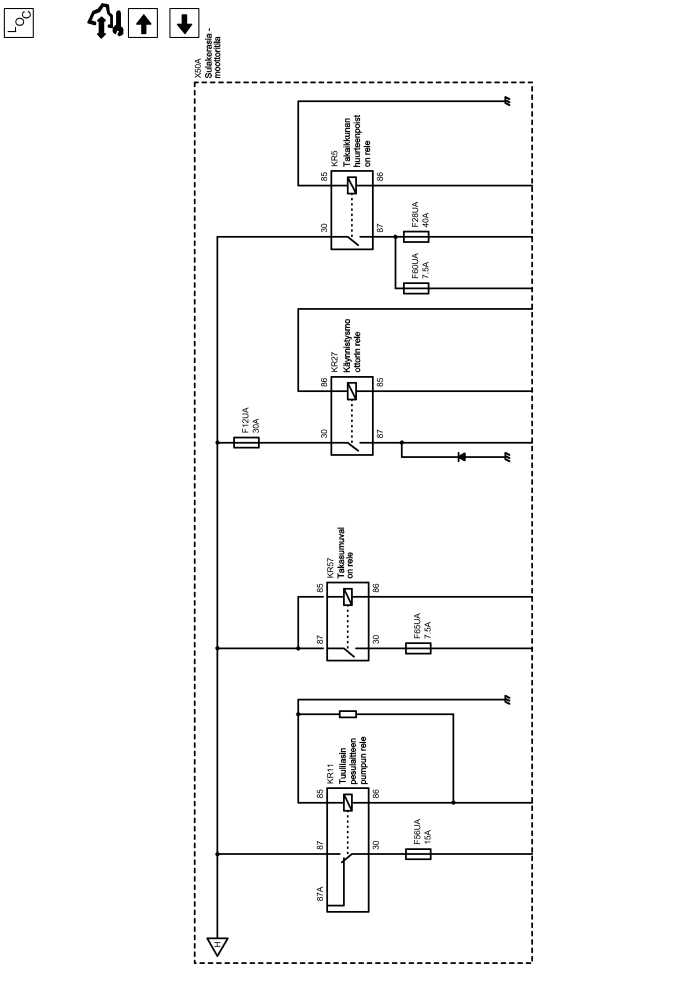 LOC
X50A
Sulakerasia -
moottoritila
KR5
Takaikkunan
huurteenpoist
on rele
85
86
30
87
F28UA
40A
F60UA
7.5A
KR27
Käynnistysmo
ottorin rele
86
85
F12UA
30A
30
87
KR57
Takasumuval
on rele
85
86
87
30
F65UA
7.5A
KR11
Tuulilasin
pesulaitteen
pumpun rele
85
86
87
30
F56UA
15A
87A
H